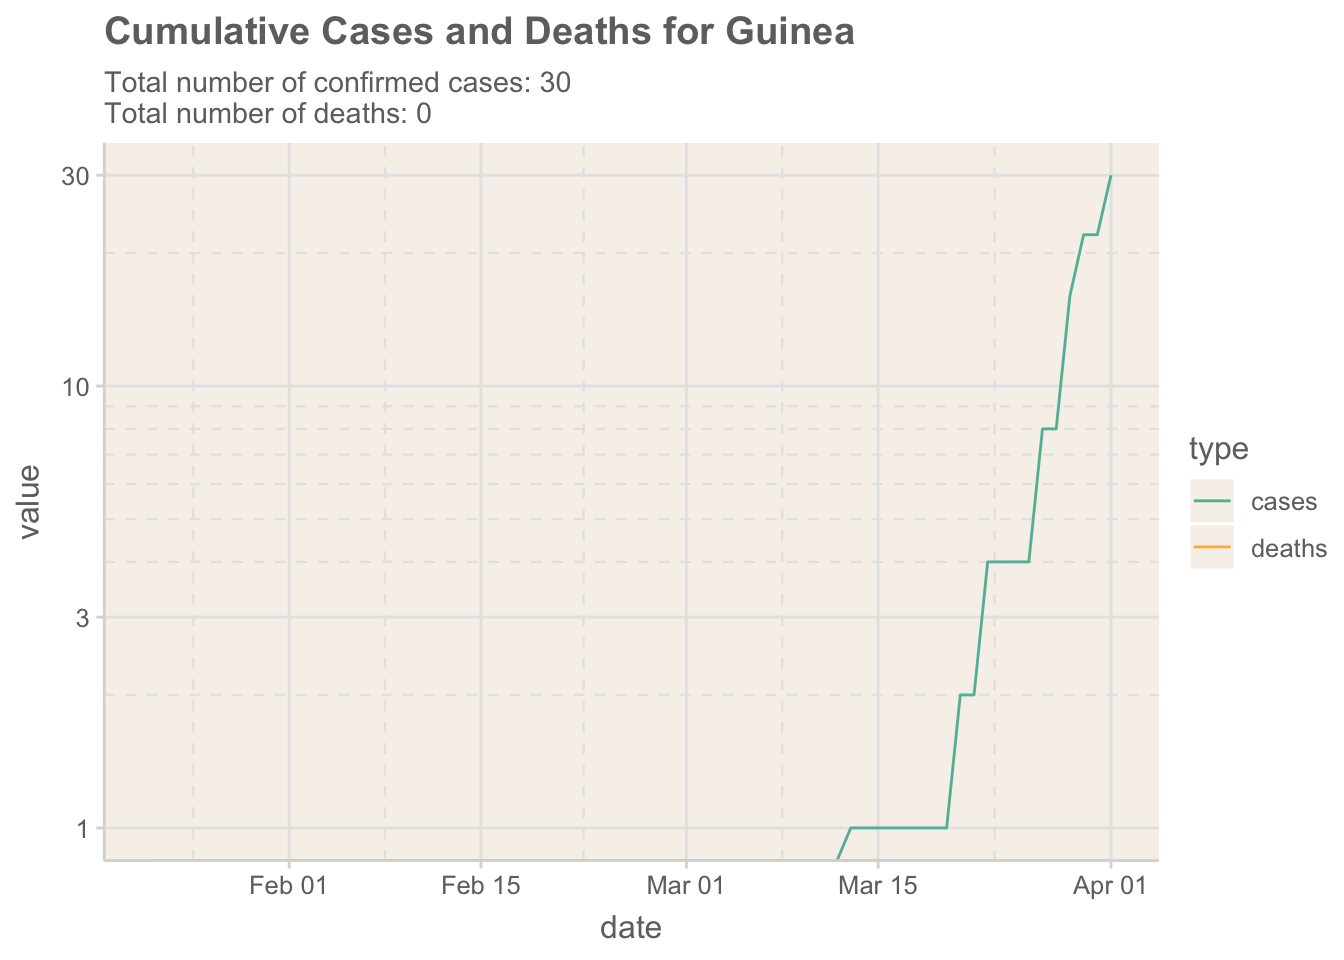 Cumulative Cases and Deaths for Guinea
Total number of confirmed cases: 30
Total number of deaths: 0
30
10
3
1
value
Feb 01
Feb 15
Mar 01
Mar 15
Apr 01
date
type
cases
deaths